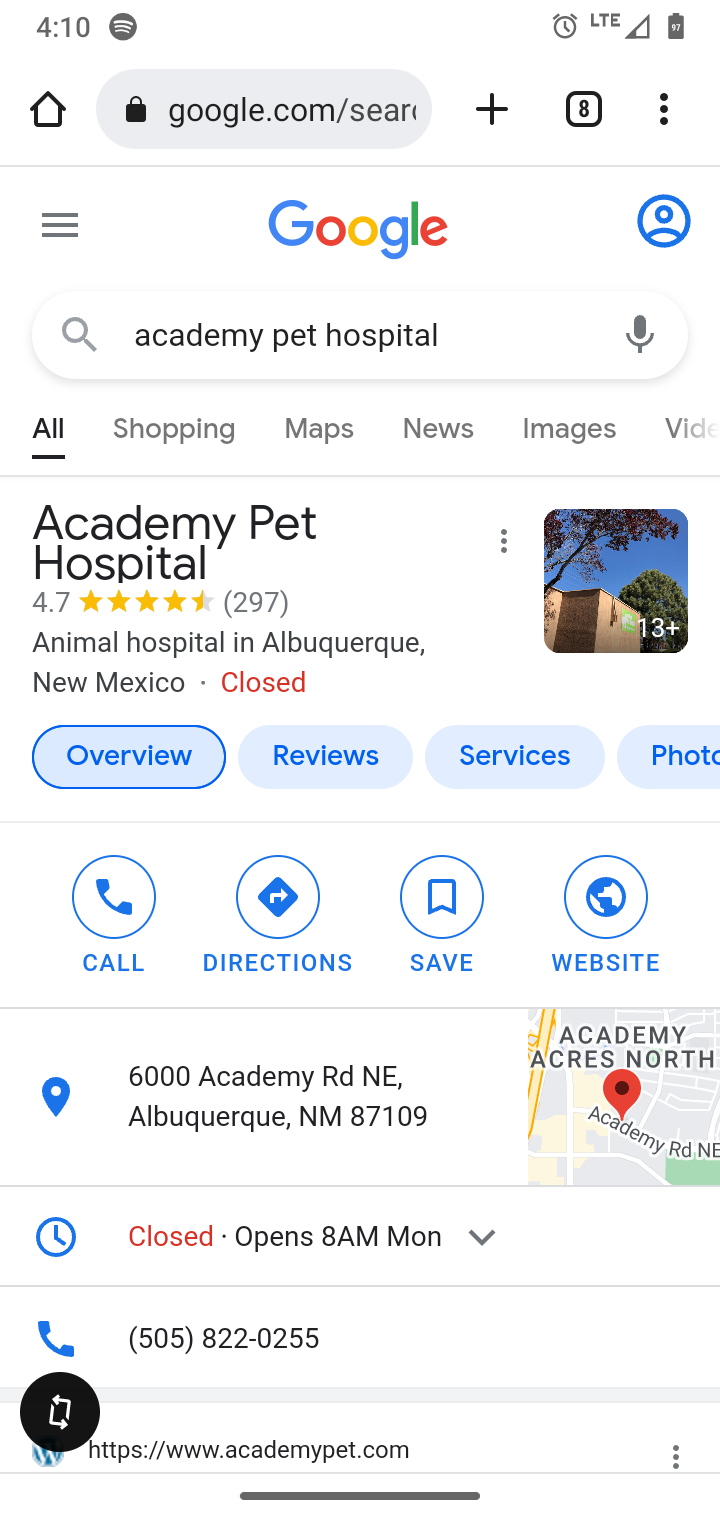 4:10
LTE
97
google.com/sear
8
Google
academy pet hospital
All Shopping Maps News Images Vide
Academy Pet
Hospital
4.7 (297)
13+
Animal hospital in Albuquerque,
New Mexico · Closed
Overview Reviews Services Photo
CALL DIRECTIONS SAVE WEBSITE
6000 Academy Rd NE,
Albuquerque, NM 87109
ACADEMY
ACRES NORTH
Academy Rd NE
Closed · Opens 8AM Mon
(505) 822-0255
https://www.academypet.com